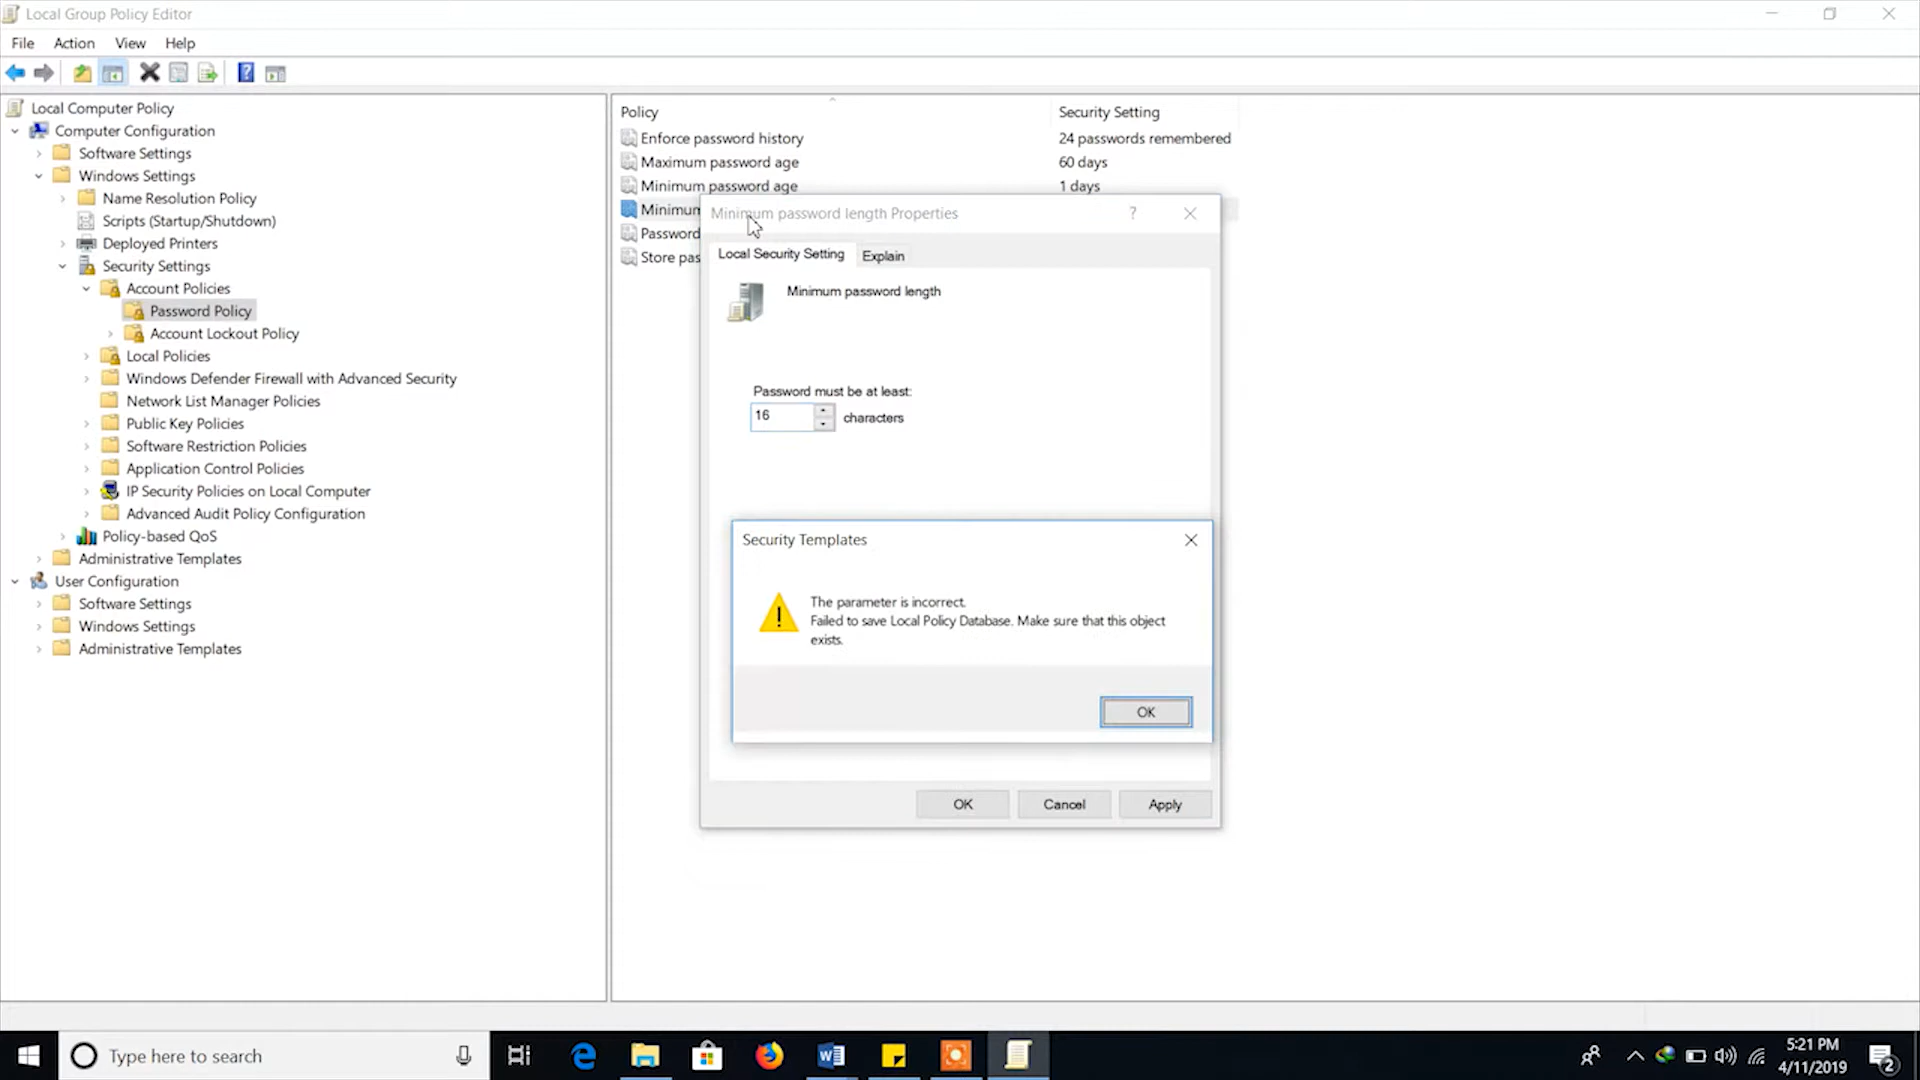 Local Group Policy Editor
File Action View Help
Local Computer Policy
Computer Configuration
Software Settings
Windows Settings
Name Resolution Policy
Scripts (Startup/Shutdown)
Deployed Printers
Security Settings
Account Policies
Password Policy
Account Lockout Policy
Local Policies
Windows Defender Firewall with Advanced Security
Network List Manager Policies
Public Key Policies
Software Restriction Policies
Application Control Policies
IP Security Policies on Local Computer
Advanced Audit Policy Configuration
Policy-based QoS
Administrative Templates
User Configuration
Software Settings
Windows Settings
Administrative Templates
Policy Security Setting
Enforce password history 24 passwords remembered
Maximum password age 60 days
Minimum password age 1 days
Minimum
Password
Store pas
Minimum password length Properties
?
Local Security Setting Explain
Minimum password length
Password must be at least:
16 characters
Security Templates
The parameter is incorrect.
Failed to save Local Policy Database. Make sure that this object
exists.
OK
OK Cancel Apply
Type here to search
5:21 PM
4/11/2019
2